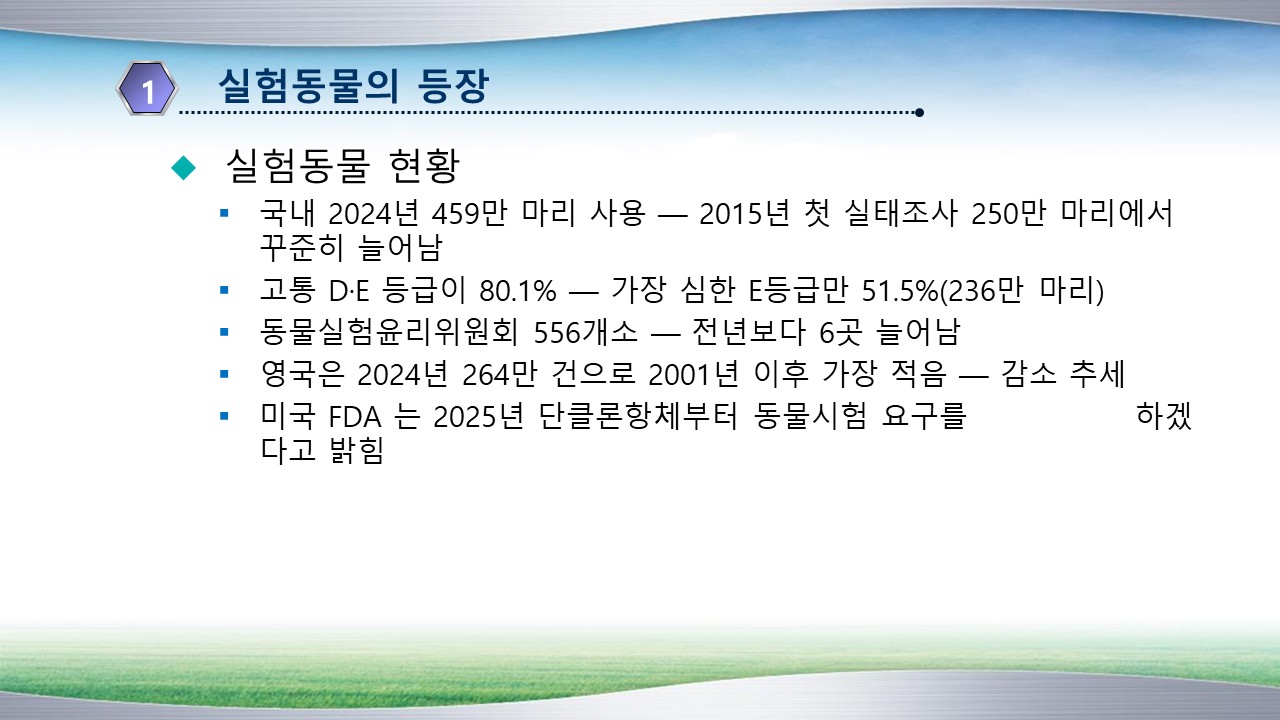 1 실험동물의 등장
실험동물 현황
국내 2024년 459만 마리 사용 — 2015년 첫 실태조사 250만 마리에서
꾸준히 늘어남
고통 D·E 등급이 80.1% — 가장 심한 E등급만 51.5%(236만 마리)
동물실험윤리위원회 556개소 — 전년보다 6곳 늘어남
영국은 2024년 264만 건으로 2001년 이후 가장 적음 — 감소 추세
미국 FDA 는 2025년 단클론항체부터 동물시험 요구를 하겠
다고 밝힘